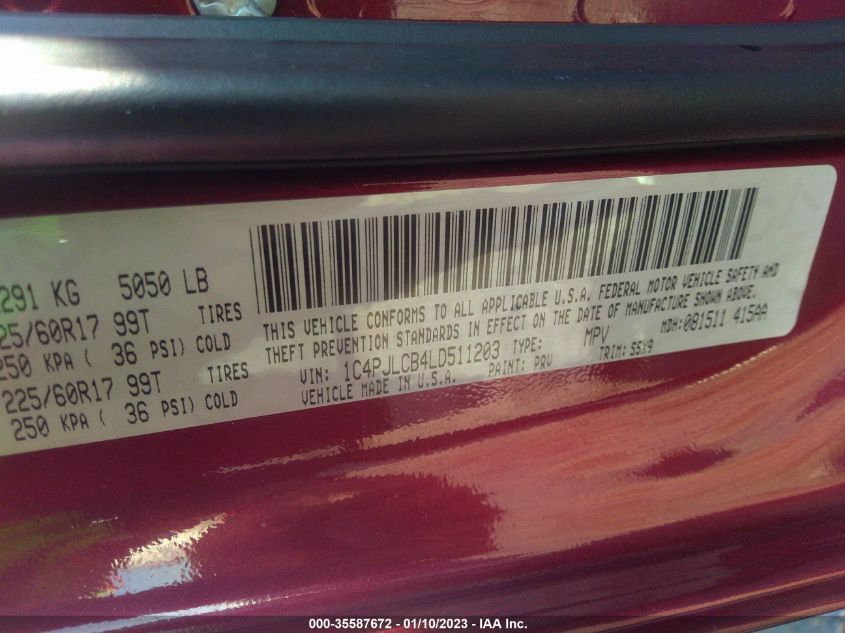 291 KG 5050 LB
25/60R17 99T TIRES
250 KPA ( 36 PSI) COLD
225/60R17 99T TIRES
250 KPA ( 36 PSI) COLD
THIS VEHICLE CONFORMS TO ALL APPLICABLE U.S.A. FEDERAL MOTOR VEHICLE SAFETY AND
THEFT PREVENTION STANDARDS IN EFFECT ON THE DATE OF MANUFACTURE SHOWN ABOVE.
VIN: 1C4PJLCB4LD511203 TYPE: MPV MDH:081511 415AA
VEHICLE MADE IN U.S.A. PAINT: PRV TRIM: S5X9
000-35587672 — 01/10/2023 — IAA Inc.